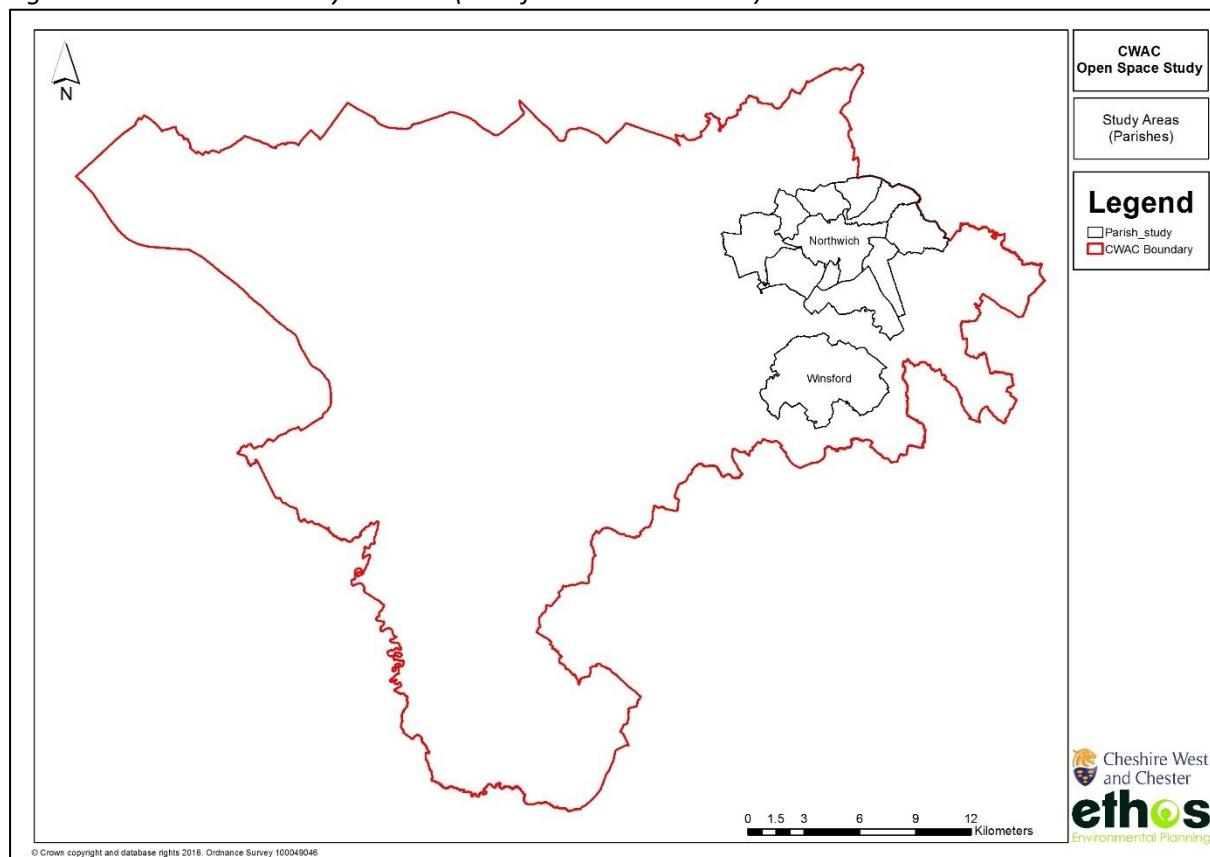 N
CWAC
Open Space Study
Study Areas
(Parishes)
Legend
Parish_study
CWAC Boundary
Northwich
Winsford
Cheshire West
and Chester
ethos
Environmental Planning
0 1.5 3 6 9 12
Kilometers
© Crown copyright and database rights 2016. Ordnance Survey 100049046